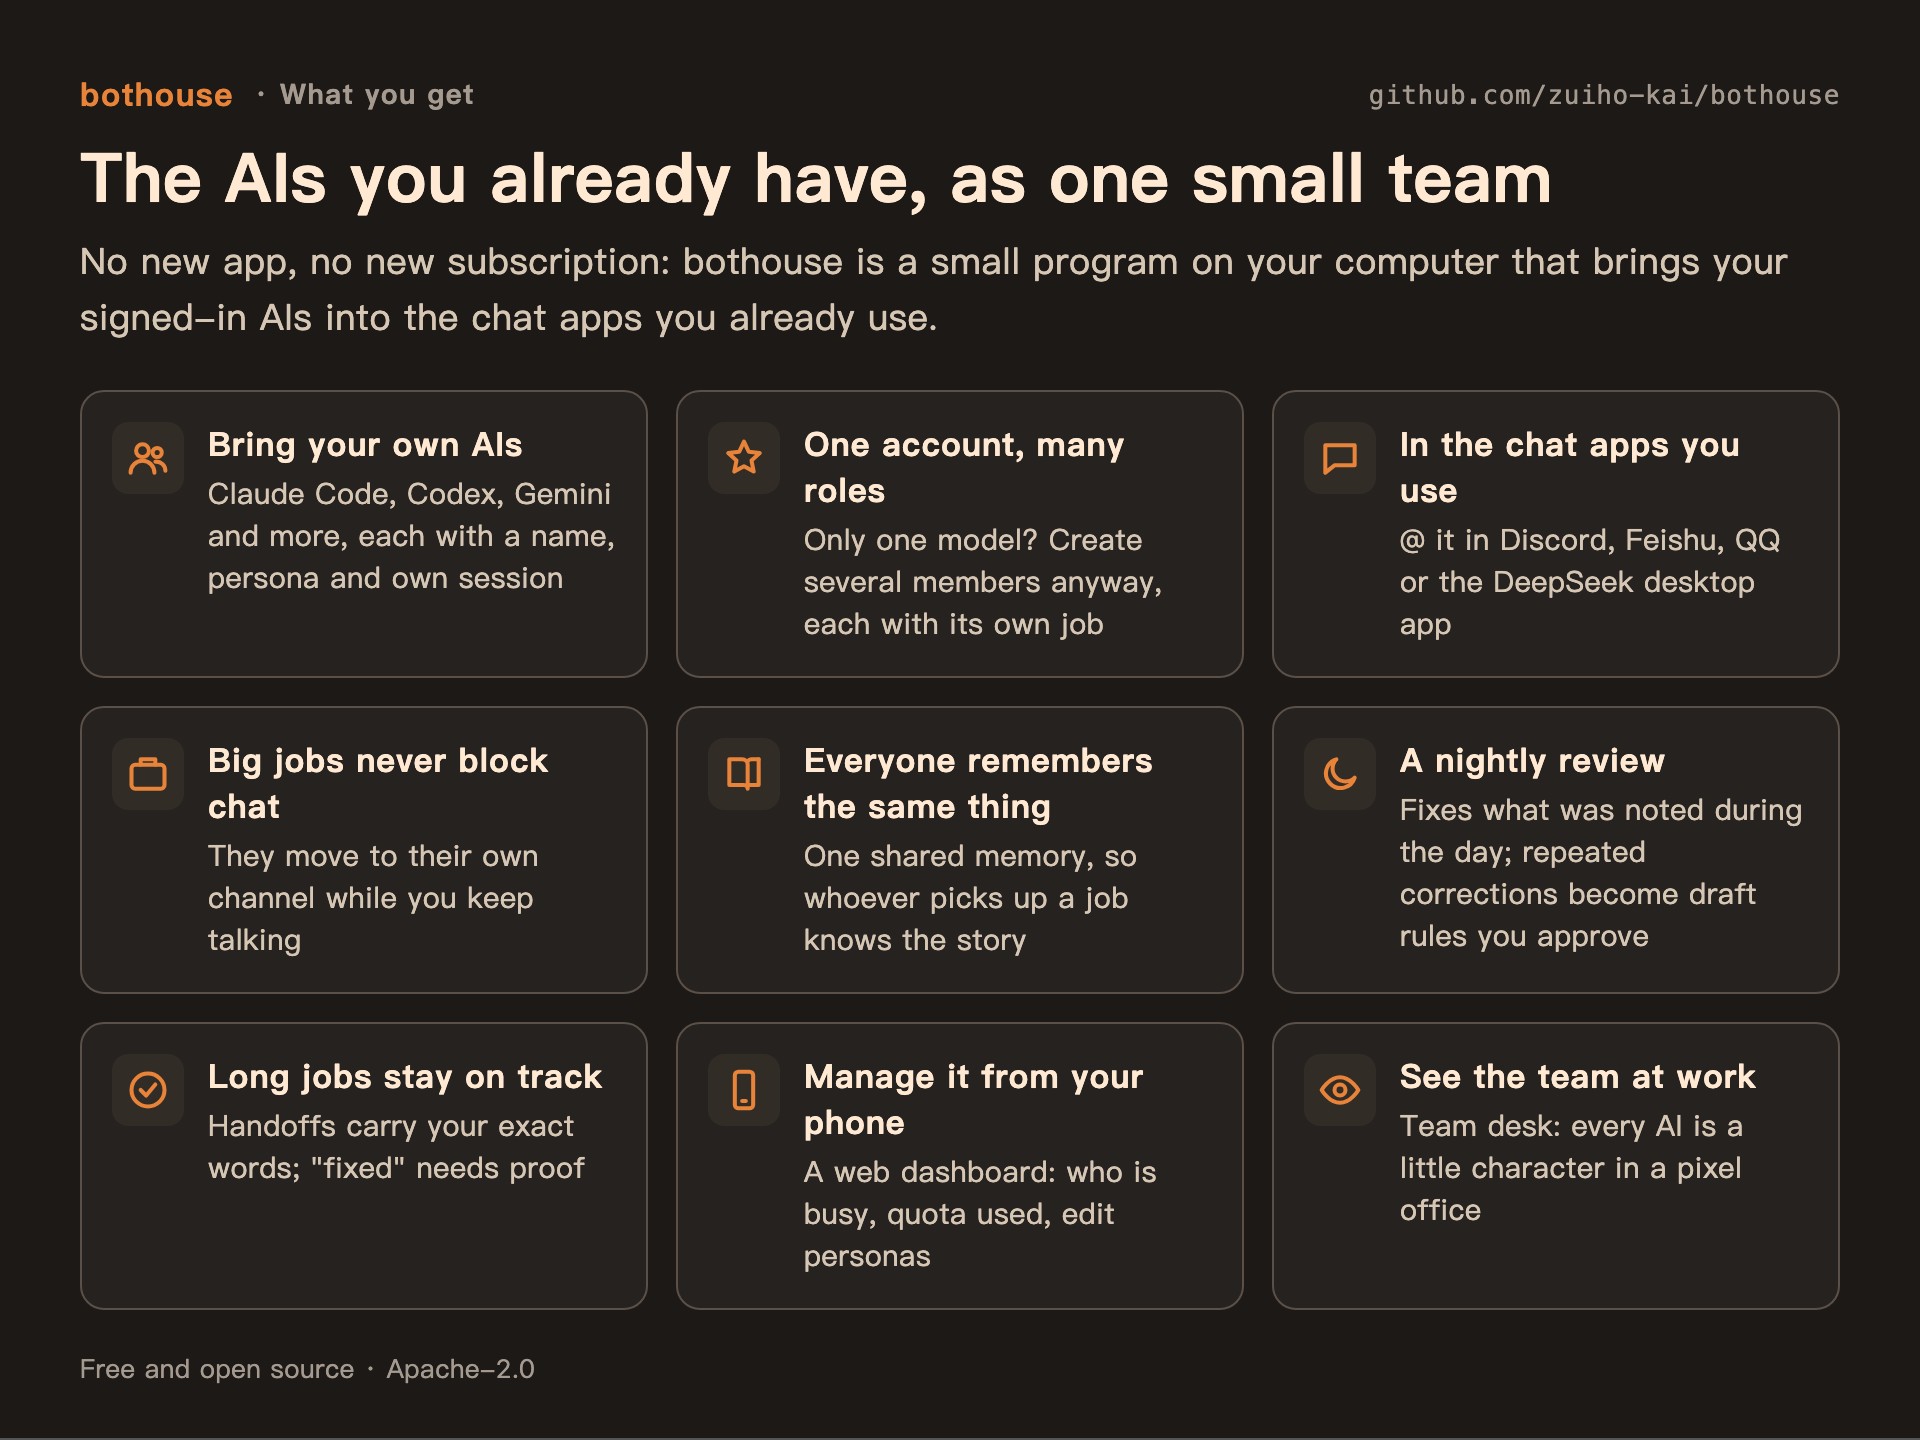 bothouse · What you get
github.com/zuiho-kai/bothouse
The AIs you already have, as one small team
No new app, no new subscription: bothouse is a small program on your computer that brings your
signed-in AIs into the chat apps you already use.
Bring your own AIs
Claude Code, Codex, Gemini
and more, each with a name,
persona and own session
One account, many
roles
Only one model? Create
several members anyway,
each with its own job
In the chat apps you
use
@ it in Discord, Feishu, QQ
or the DeepSeek desktop
app
Big jobs never block
chat
They move to their own
channel while you keep
talking
Everyone remembers
the same thing
One shared memory, so
whoever picks up a job
knows the story
A nightly review
Fixes what was noted during
the day; repeated
corrections become draft
rules you approve
Long jobs stay on track
Handoffs carry your exact
words; "fixed" needs proof
Manage it from your
phone
A web dashboard: who is
busy, quota used, edit
personas
See the team at work
Team desk: every AI is a
little character in a pixel
office
Free and open source · Apache-2.0